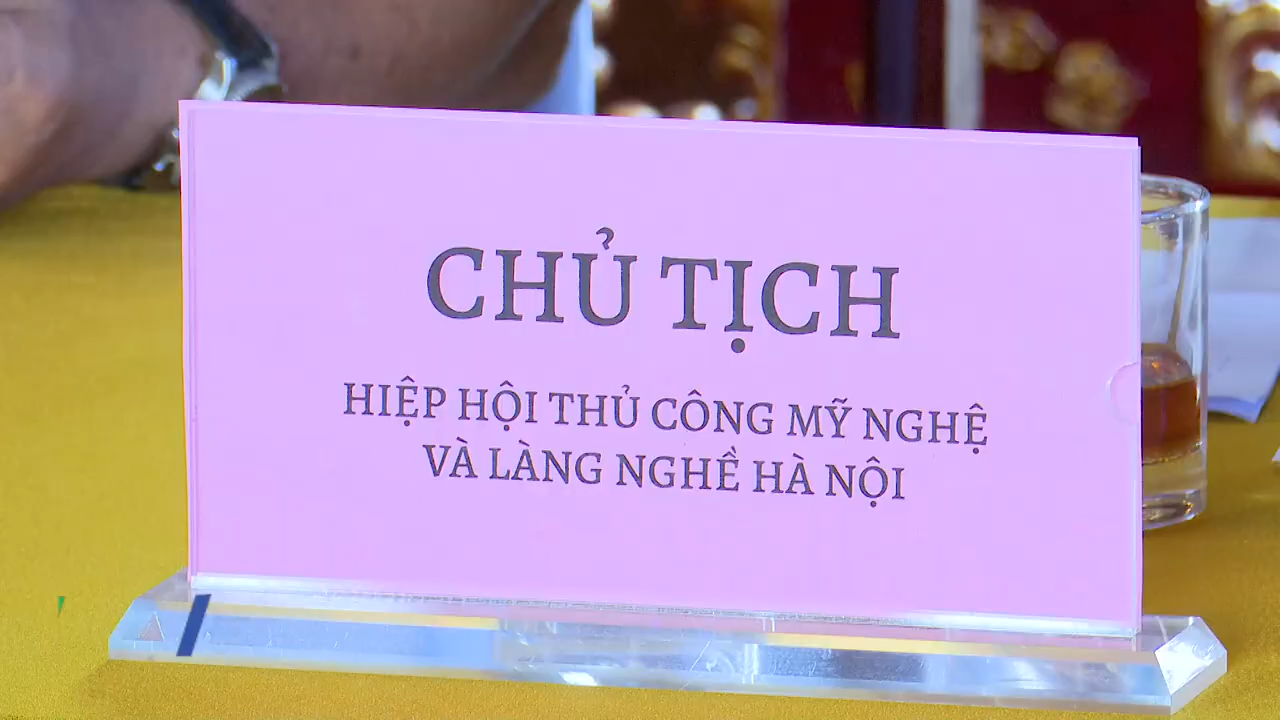 CHỦ TỊCH
HIỆP HỘI THỦ CÔNG MỸ NGHỆ
VÀ LÀNG NGHỀ HÀ NỘI